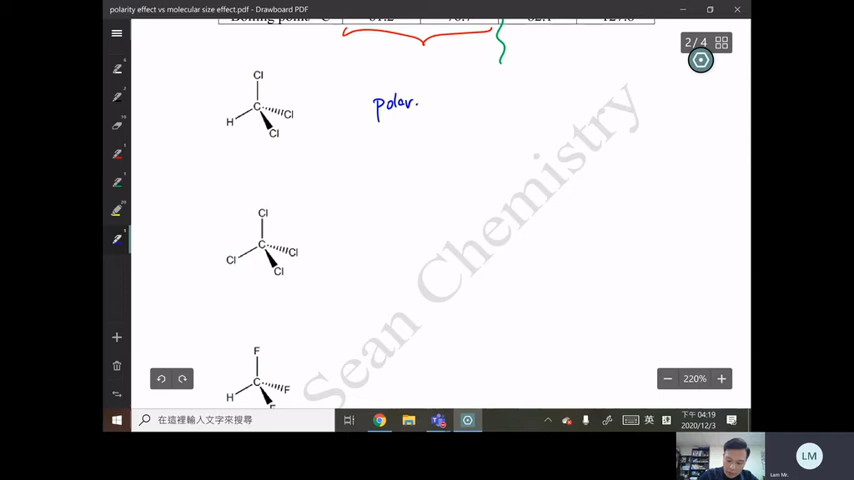 polarity effect vs molecular size effect.pdf - Drawboard PDF
Boiling point °C
2/4
Cl
C
H
Cl
Cl
polar.
Cl
C
Cl
Cl
Cl
F
C
H
F
F
Sean Chemistry
220%
在這裡輸入文字來搜尋
英
下午 04:19
2020/12/3
LM
Lam Mr.